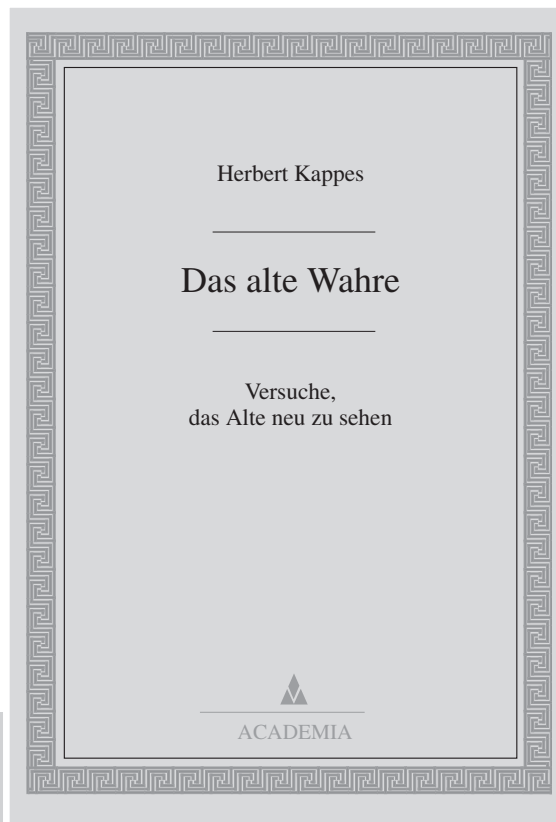 Herbert Kappes
Das alte Wahre
Versuche,
das Alte neu zu sehen
ACADEMIA